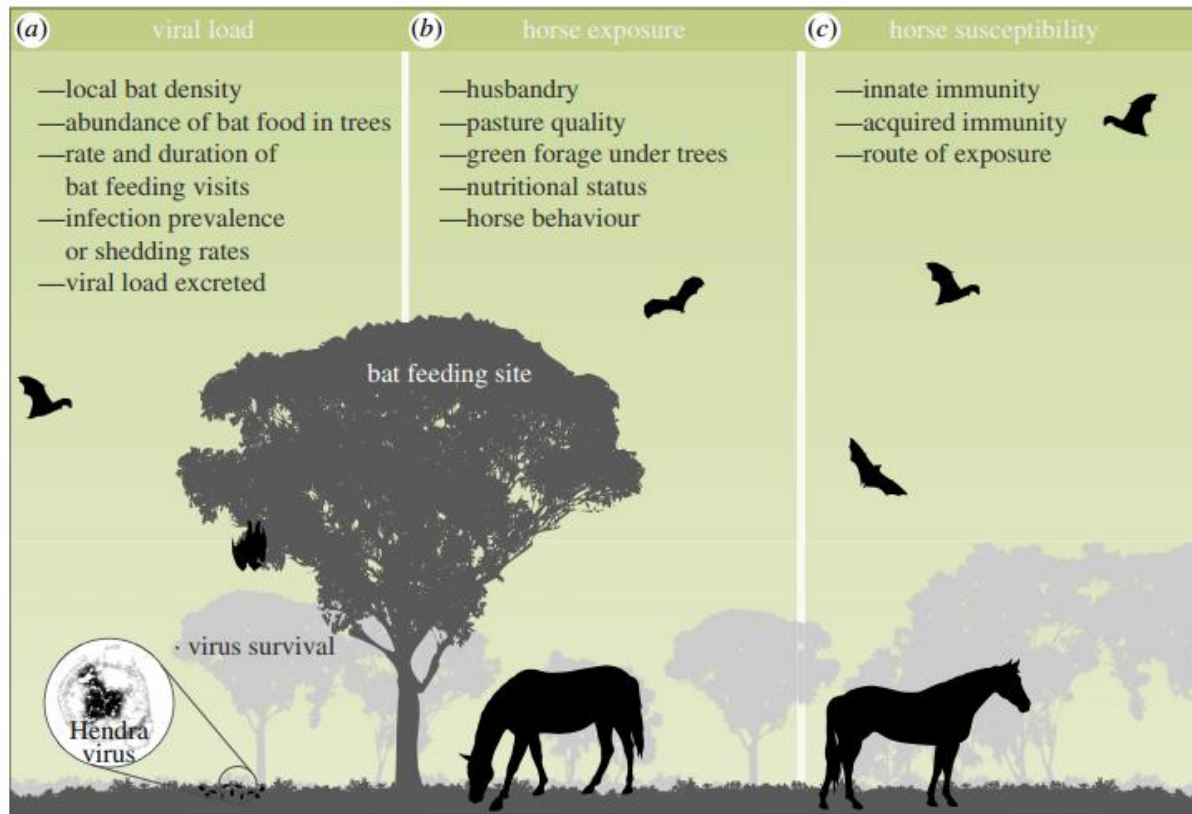 (a) viral load
—local bat density
—abundance of bat food in trees
—rate and duration of
bat feeding visits
—infection prevalence
or shedding rates
—viral load excreted
(b) horse exposure
—husbandry
—pasture quality
—green forage under trees
—nutritional status
—horse behaviour
(c) horse susceptibility
—innate immunity
—acquired immunity
—route of exposure
bat feeding site
· virus survival
Hendra
virus